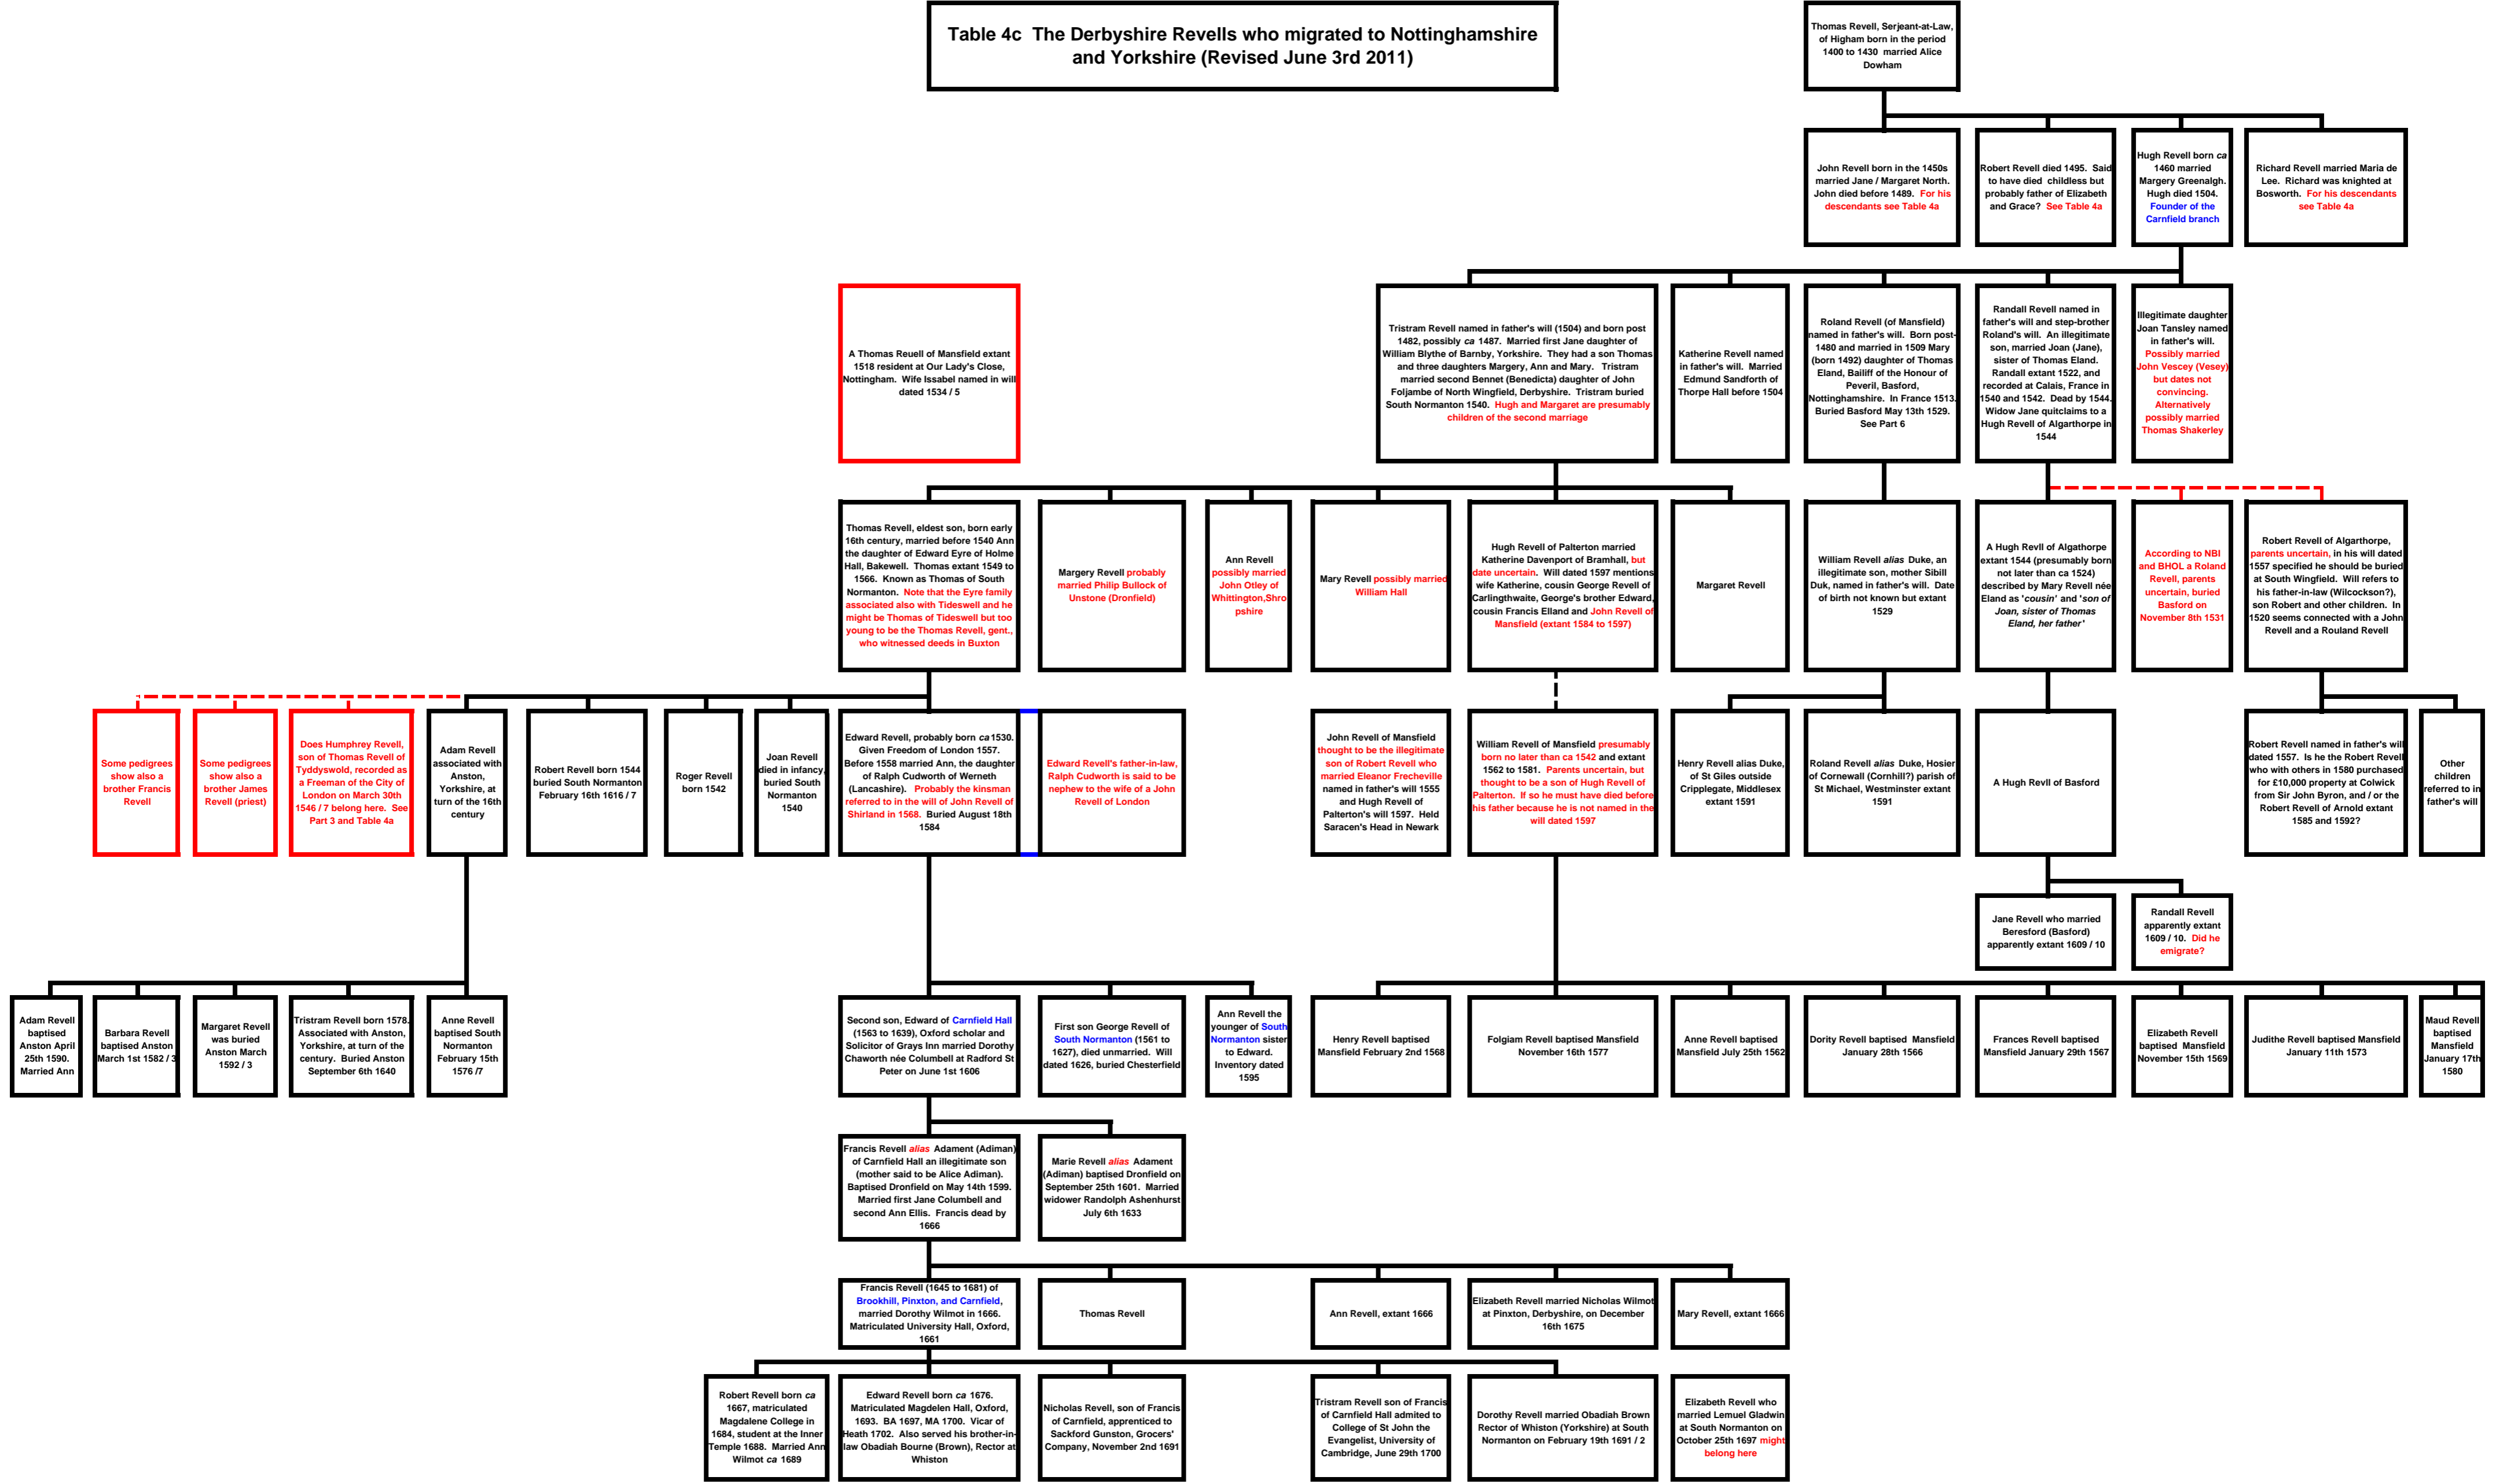 Table 4c  The Derbyshire Revells who migrated to Nottinghamshire
and Yorkshire (Revised June 3rd 2011)
Thomas Revell, Serjeant-at-Law,
of Higham born in the period
1400 to 1430  married Alice
Dowham
John Revell born in the 1450s
married Jane / Margaret North.
John died before 1489.  For his
descendants see Table 4a
Robert Revell died 1495.  Said
to have died  childless but
probably father of Elizabeth
and Grace?  See Table 4a
Hugh Revell born ca
1460 married
Margery Greenalgh.
Hugh died 1504.
Founder of the
Carnfield branch
Richard Revell married Maria de
Lee.  Richard was knighted at
Bosworth.  For his descendants
see Table 4a
A Thomas Reuell of Mansfield extant
1518 resident at Our Lady's Close,
Nottingham.  Wife Issabel named in will
dated 1534 / 5
Tristram Revell named in father's will (1504) and born post
1482, possibly ca 1487.  Married first Jane daughter of
William Blythe of Barnby, Yorkshire.  They had a son Thomas
and three daughters Margery, Ann and Mary.   Tristram
married second Bennet (Benedicta) daughter of John
Foljambe of North Wingfield, Derbyshire.  Tristram buried
South Normanton 1540.  Hugh and Margaret are presumably
children of the second marriage
Katherine Revell named
in father's will.  Married
Edmund Sandforth of
Thorpe Hall before 1504
Roland Revell (of Mansfield)
named in father's will.  Born post-
1480 and married in 1509 Mary
(born 1492) daughter of Thomas
Eland, Bailiff of the Honour of
Peveril, Basford,
Nottinghamshire.  In France 1513.
Buried Basford May 13th 1529.
See Part 6
Randall Revell named in
father's will and step-brother
Roland's will.  An illegitimate
son, married Joan (Jane),
sister of Thomas Eland.
Randall extant 1522, and
recorded at Calais, France in
1540 and 1542.  Dead by 1544.
Widow Jane quitclaims to a
Hugh Revell of Algarthorpe in
1544
Illegitimate daughter
Joan Tansley named
in father's will.
Possibly married
John Vescey (Vesey)
but dates not
convincing.
Alternatively
possibly married
Thomas Shakerley
Thomas Revell, eldest son, born early
16th century, married before 1540 Ann
the daughter of Edward Eyre of Holme
Hall, Bakewell.  Thomas extant 1549 to
1566.  Known as Thomas of South
Normanton.  Note that the Eyre family
associated also with Tideswell and he
might be Thomas of Tideswell but too
young to be the Thomas Revell, gent.,
who witnessed deeds in Buxton
Margery Revell probably
married Philip Bullock of
Unstone (Dronfield)
Ann Revell
possibly married
John Otley of
Whittington,Shro
pshire
Mary Revell possibly married
William Hall
Hugh Revell of Palterton married
Katherine Davenport of Bramhall, but
date uncertain.  Will dated 1597 mentions
wife Katherine, cousin George Revell of
Carlingthwaite, George's brother Edward,
cousin Francis Elland and John Revell of
Mansfield (extant 1584 to 1597)
Margaret Revell
William Revell alias Duke, an
illegitimate son, mother Sibill
Duk, named in father's will.  Date
of birth not known but extant
1529
A Hugh Revll of Algathorpe
extant 1544 (presumably born
not later than ca 1524)
described by Mary Revell née
Eland as 'cousin' and 'son of
Joan, sister of Thomas
Eland, her father'
According to NBI
and BHOL a Roland
Revell, parents
uncertain, buried
Basford on
November 8th 1531
Robert Revell of Algarthorpe,
parents uncertain, in his will dated
1557 specified he should be buried
at South Wingfield.  Will refers to
his father-in-law (Wilcockson?),
son Robert and other children.  In
1520 seems connected with a John
Revell and a Rouland Revell
Some pedigrees
show also a
brother Francis
Revell
Some pedigrees
show also a
brother James
Revell (priest)
Does Humphrey Revell,
son of Thomas Revell of
Tyddyswold, recorded as
a Freeman of the City of
London on March 30th
1546 / 7 belong here.  See
Part 3 and Table 4a
Adam Revell
associated with
Anston,
Yorkshire, at
turn of the 16th
century
Robert Revell born 1544
buried South Normanton
February 16th 1616 / 7
Roger Revell
born 1542
Joan Revell
died in infancy,
buried South
Normanton
1540
Edward Revell, probably born ca 1530.
Given Freedom of London 1557.
Before 1558 married Ann, the daughter
of Ralph Cudworth of Werneth
(Lancashire).  Probably the kinsman
referred to in the will of John Revell of
Shirland in 1568.  Buried August 18th
1584
Edward Revell's father-in-law,
Ralph Cudworth is said to be
nephew to the wife of a John
Revell of London
John Revell of Mansfield
thought to be the illegitimate
son of Robert Revell who
married Eleanor Frecheville
named in father's will 1555
and Hugh Revell of
Palterton's will 1597.  Held
Saracen's Head in Newark
William Revell of Mansfield presumably
born no later than ca 1542 and extant
1562 to 1581.  Parents uncertain, but
thought to be a son of Hugh Revell of
Palterton.  If so he must have died before
his father because he is not named in the
will dated 1597
Henry Revell alias Duke,
of St Giles outside
Cripplegate, Middlesex
extant 1591
Roland Revell alias Duke, Hosier
of Cornewall (Cornhill?) parish of
St Michael, Westminster extant
1591
A Hugh Revll of Basford
Robert Revell named in father's will
dated 1557.  Is he the Robert Revell
who with others in 1580 purchased
for £10,000 property at Colwick
from Sir John Byron, and / or the
Robert Revell of Arnold extant
1585 and 1592?
Other
children
referred to in
father's will
Jane Revell who married
Beresford (Basford)
apparently extant 1609 / 10
Randall Revell
apparently extant
1609 / 10.  Did he
emigrate?
Adam Revell
baptised
Anston April
25th 1590.
Married Ann
Barbara Revell
baptised Anston
March 1st 1582 / 3
Margaret Revell
was buried
Anston March
1592 / 3
Tristram Revell born 1578.
Associated with Anston,
Yorkshire, at turn of the
century.  Buried Anston
September 6th 1640
Anne Revell
baptised South
Normanton
February 15th
1576 /7
Second son, Edward of Carnfield Hall
(1563 to 1639), Oxford scholar and
Solicitor of Grays Inn married Dorothy
Chaworth née Columbell at Radford St
Peter on June 1st 1606
First son George Revell of
South Normanton (1561 to
1627), died unmarried.  Will
dated 1626, buried Chesterfield
Ann Revell the
younger of South
Normanton sister
to Edward.
Inventory dated
1595
Henry Revell baptised
Mansfield February 2nd 1568
Folgiam Revell baptised Mansfield
November 16th 1577
Anne Revell baptised
Mansfield July 25th 1562
Dority Revell baptised  Mansfield
January 28th 1566
Frances Revell baptised
Mansfield January 29th 1567
Elizabeth Revell
baptised  Mansfield
November 15th 1569
Judithe Revell baptised Mansfield
January 11th 1573
Maud Revell
baptised
Mansfield
January 17th
1580
Francis Revell alias  Adament (Adiman)
of Carnfield Hall an illegitimate son
(mother said to be Alice Adiman).
Baptised Dronfield on May 14th 1599.
Married first Jane Columbell and
second Ann Ellis.  Francis dead by
1666
Marie Revell alias  Adament
(Adiman) baptised Dronfield on
September 25th 1601.  Married
widower Randolph Ashenhurst
July 6th 1633
Francis Revell (1645 to 1681) of
Brookhill, Pinxton, and Carnfield,
married Dorothy Wilmot in 1666.
Matriculated University Hall, Oxford,
1661
Thomas Revell
Ann Revell, extant 1666
Elizabeth Revell married Nicholas Wilmot
at Pinxton, Derbyshire, on December
16th 1675
Mary Revell, extant 1666
Robert Revell born ca
1667, matriculated
Magdalene College in
1684, student at the Inner
Temple 1688.  Married Ann
Wilmot ca 1689
Edward Revell born ca 1676.
Matriculated Magdelen Hall, Oxford,
1693.  BA 1697, MA 1700.  Vicar of
Heath 1702.  Also served his brother-in-
law Obadiah Bourne (Brown), Rector at
Whiston
Nicholas Revell, son of Francis
of Carnfield, apprenticed to
Sackford Gunston, Grocers'
Company, November 2nd 1691
Tristram Revell son of Francis
of Carnfield Hall admited to
College of St John the
Evangelist, University of
Cambridge, June 29th 1700
Dorothy Revell married Obadiah Brown
Rector of Whiston (Yorkshire) at South
Normanton on February 19th 1691 / 2
Elizabeth Revell who
married Lemuel Gladwin
at South Normanton on
October 25th 1697 might
belong here